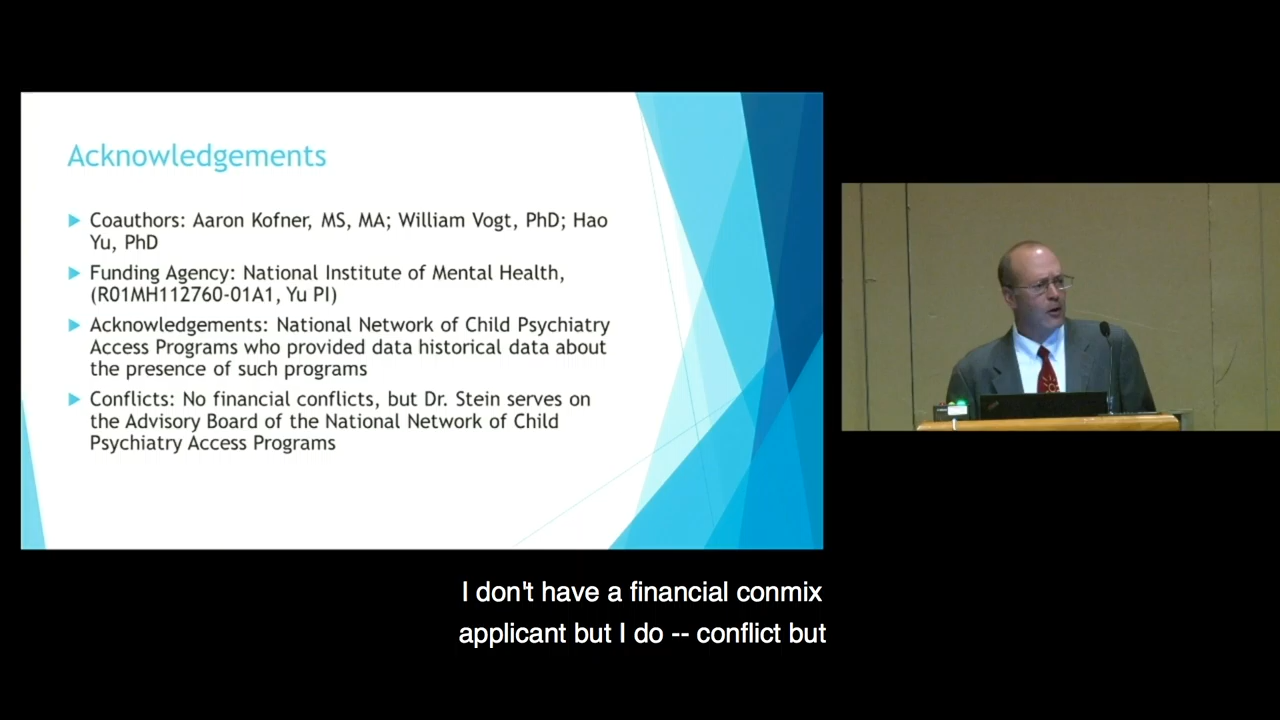 Acknowledgements
Coauthors: Aaron Kofner, MS, MA; William Vogt, PhD; Hao
Yu, PhD
Funding Agency: National Institute of Mental Health,
(R01MH112760-01A1, Yu PI)
Acknowledgements: National Network of Child Psychiatry
Access Programs who provided data historical data about
the presence of such programs
Conflicts: No financial conflicts, but Dr. Stein serves on
the Advisory Board of the National Network of Child
Psychiatry Access Programs
I don't have a financial conmix
applicant but I do -- conflict but